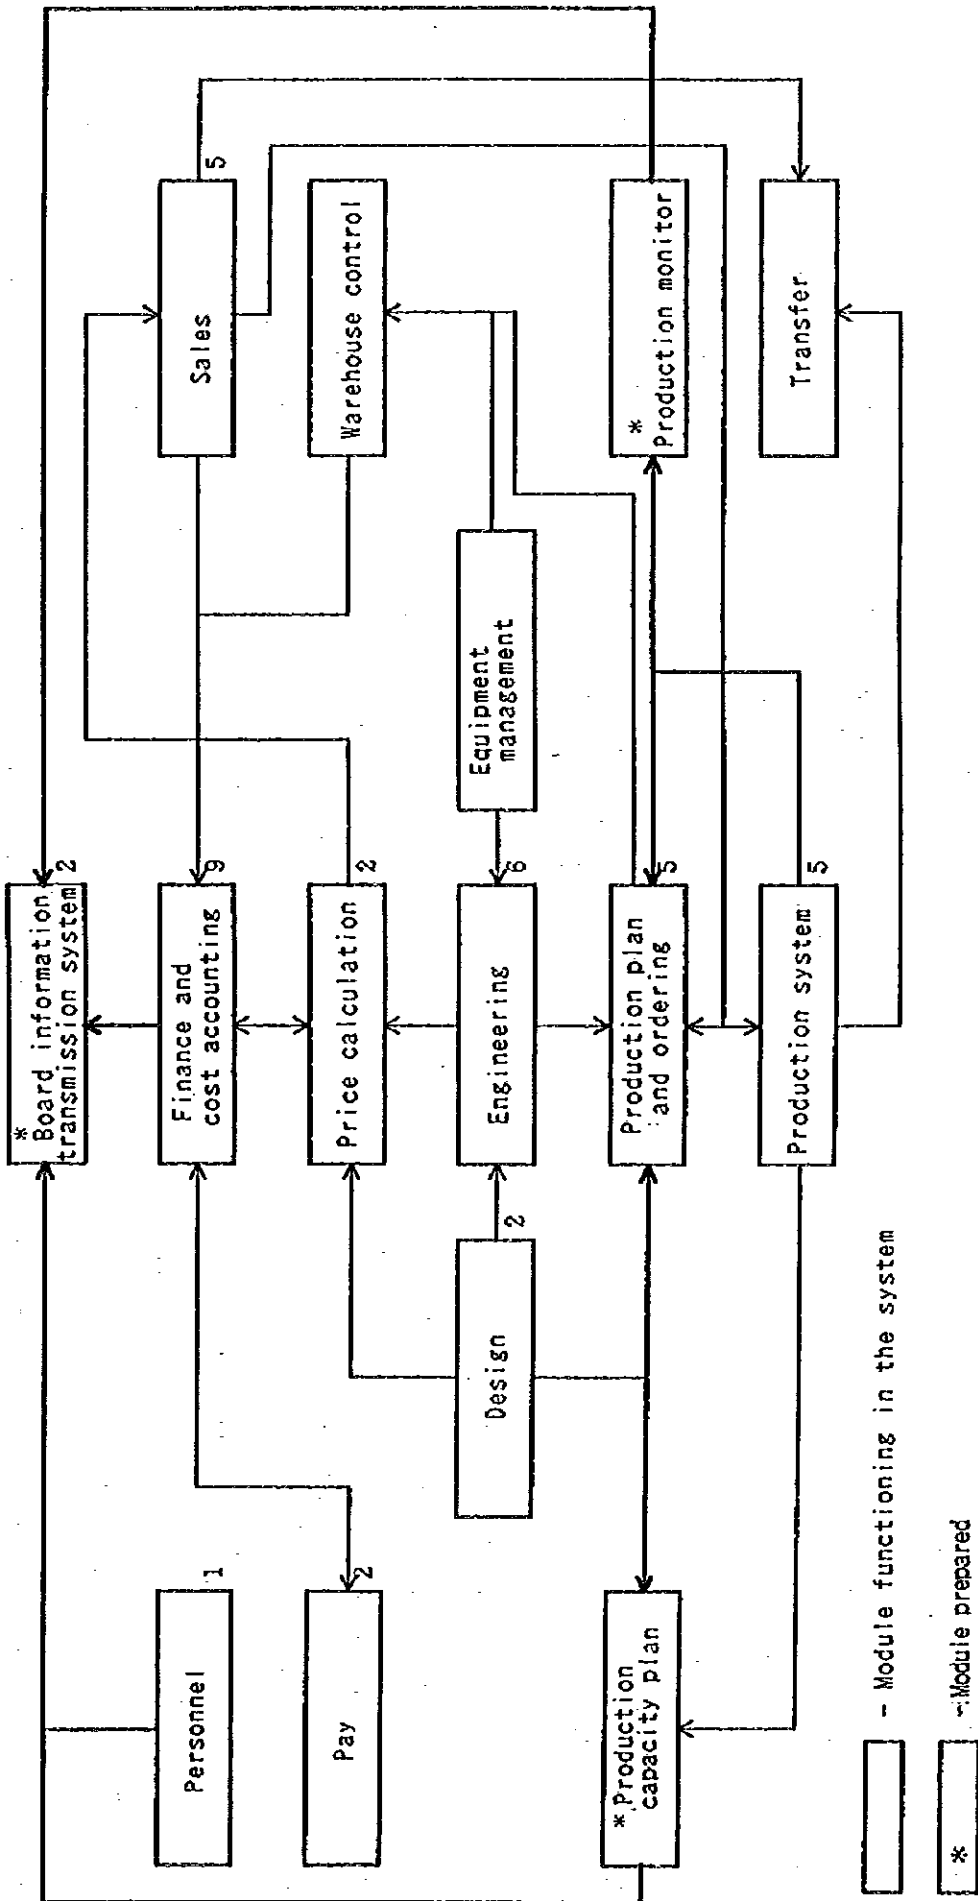 *
Board information
transmission system
2
Personnel
1
Finance and
cost accounting
9
Sales
5
Pay
2
Price calculation
2
Warehouse control
Design
2
Engineering
6
Equipment
management
*Production
capacity plan
Production plan
and ordering
5
*
Production monitor
Production system
5
Transfer
- Module functioning in the system
*
- Module prepared